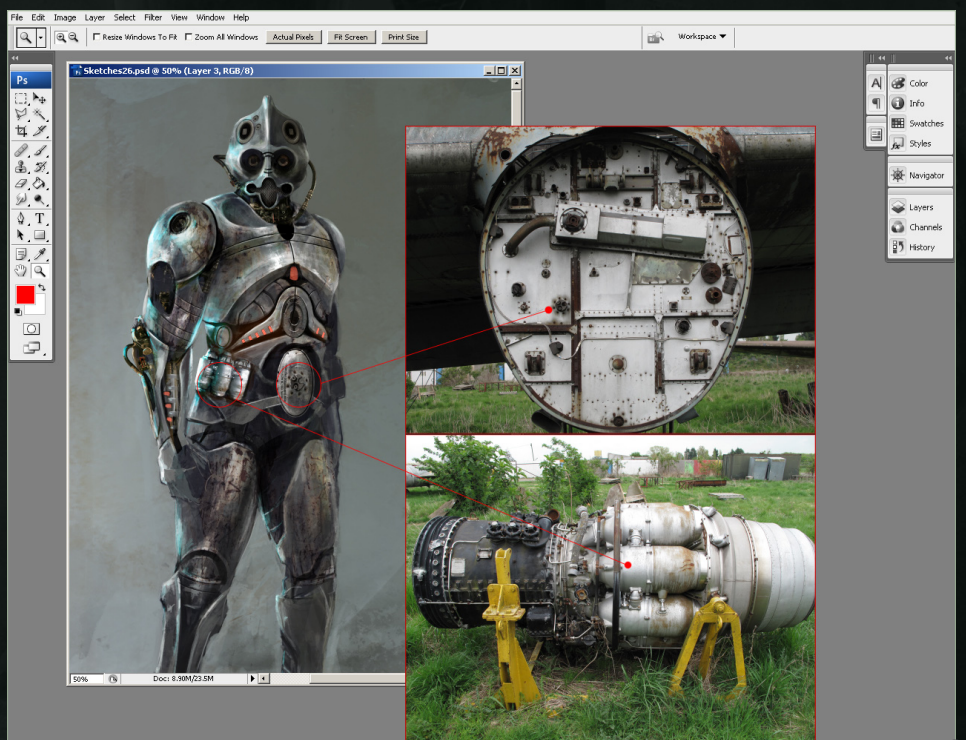 File Edit Image Layer Select Filter View Window Help
Resize Windows To Fit Zoom All Windows Actual Pixels Fit Screen Print Size Workspace
Ps
Sketches26.psd @ 50% (Layer 3, RGB/8)
A
Color
Info
Swatches
fx Styles
Navigator
Layers
Channels
History
T
50% Doc: 8.90M/23.5M